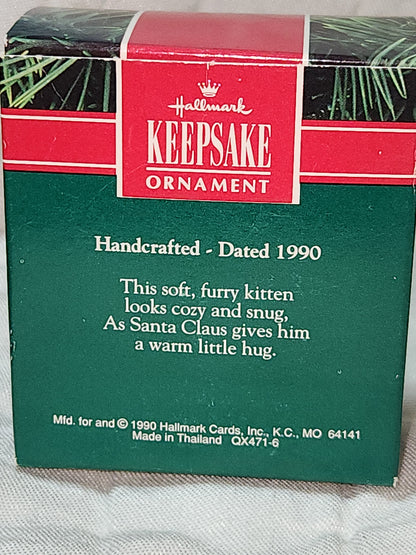 Hallmark
KEEPSAKE
ORNAMENT
Handcrafted - Dated 1990
This soft, furry kitten
looks cozy and snug,
As Santa Claus gives him
a warm little hug.
Mfd. for and © 1990 Hallmark Cards, Inc., K.C., MO 64141
Made in Thailand QX471-6